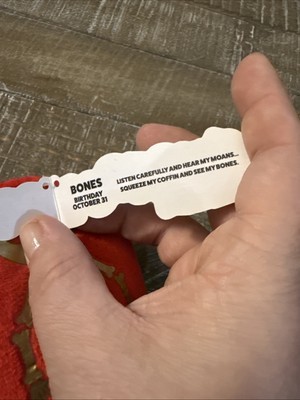 BONES
BIRTHDAY
OCTOBER 31
LISTEN CAREFULLY AND HEAR MY MOANS...
SQUEEZE MY COFFIN AND SEE MY BONES.